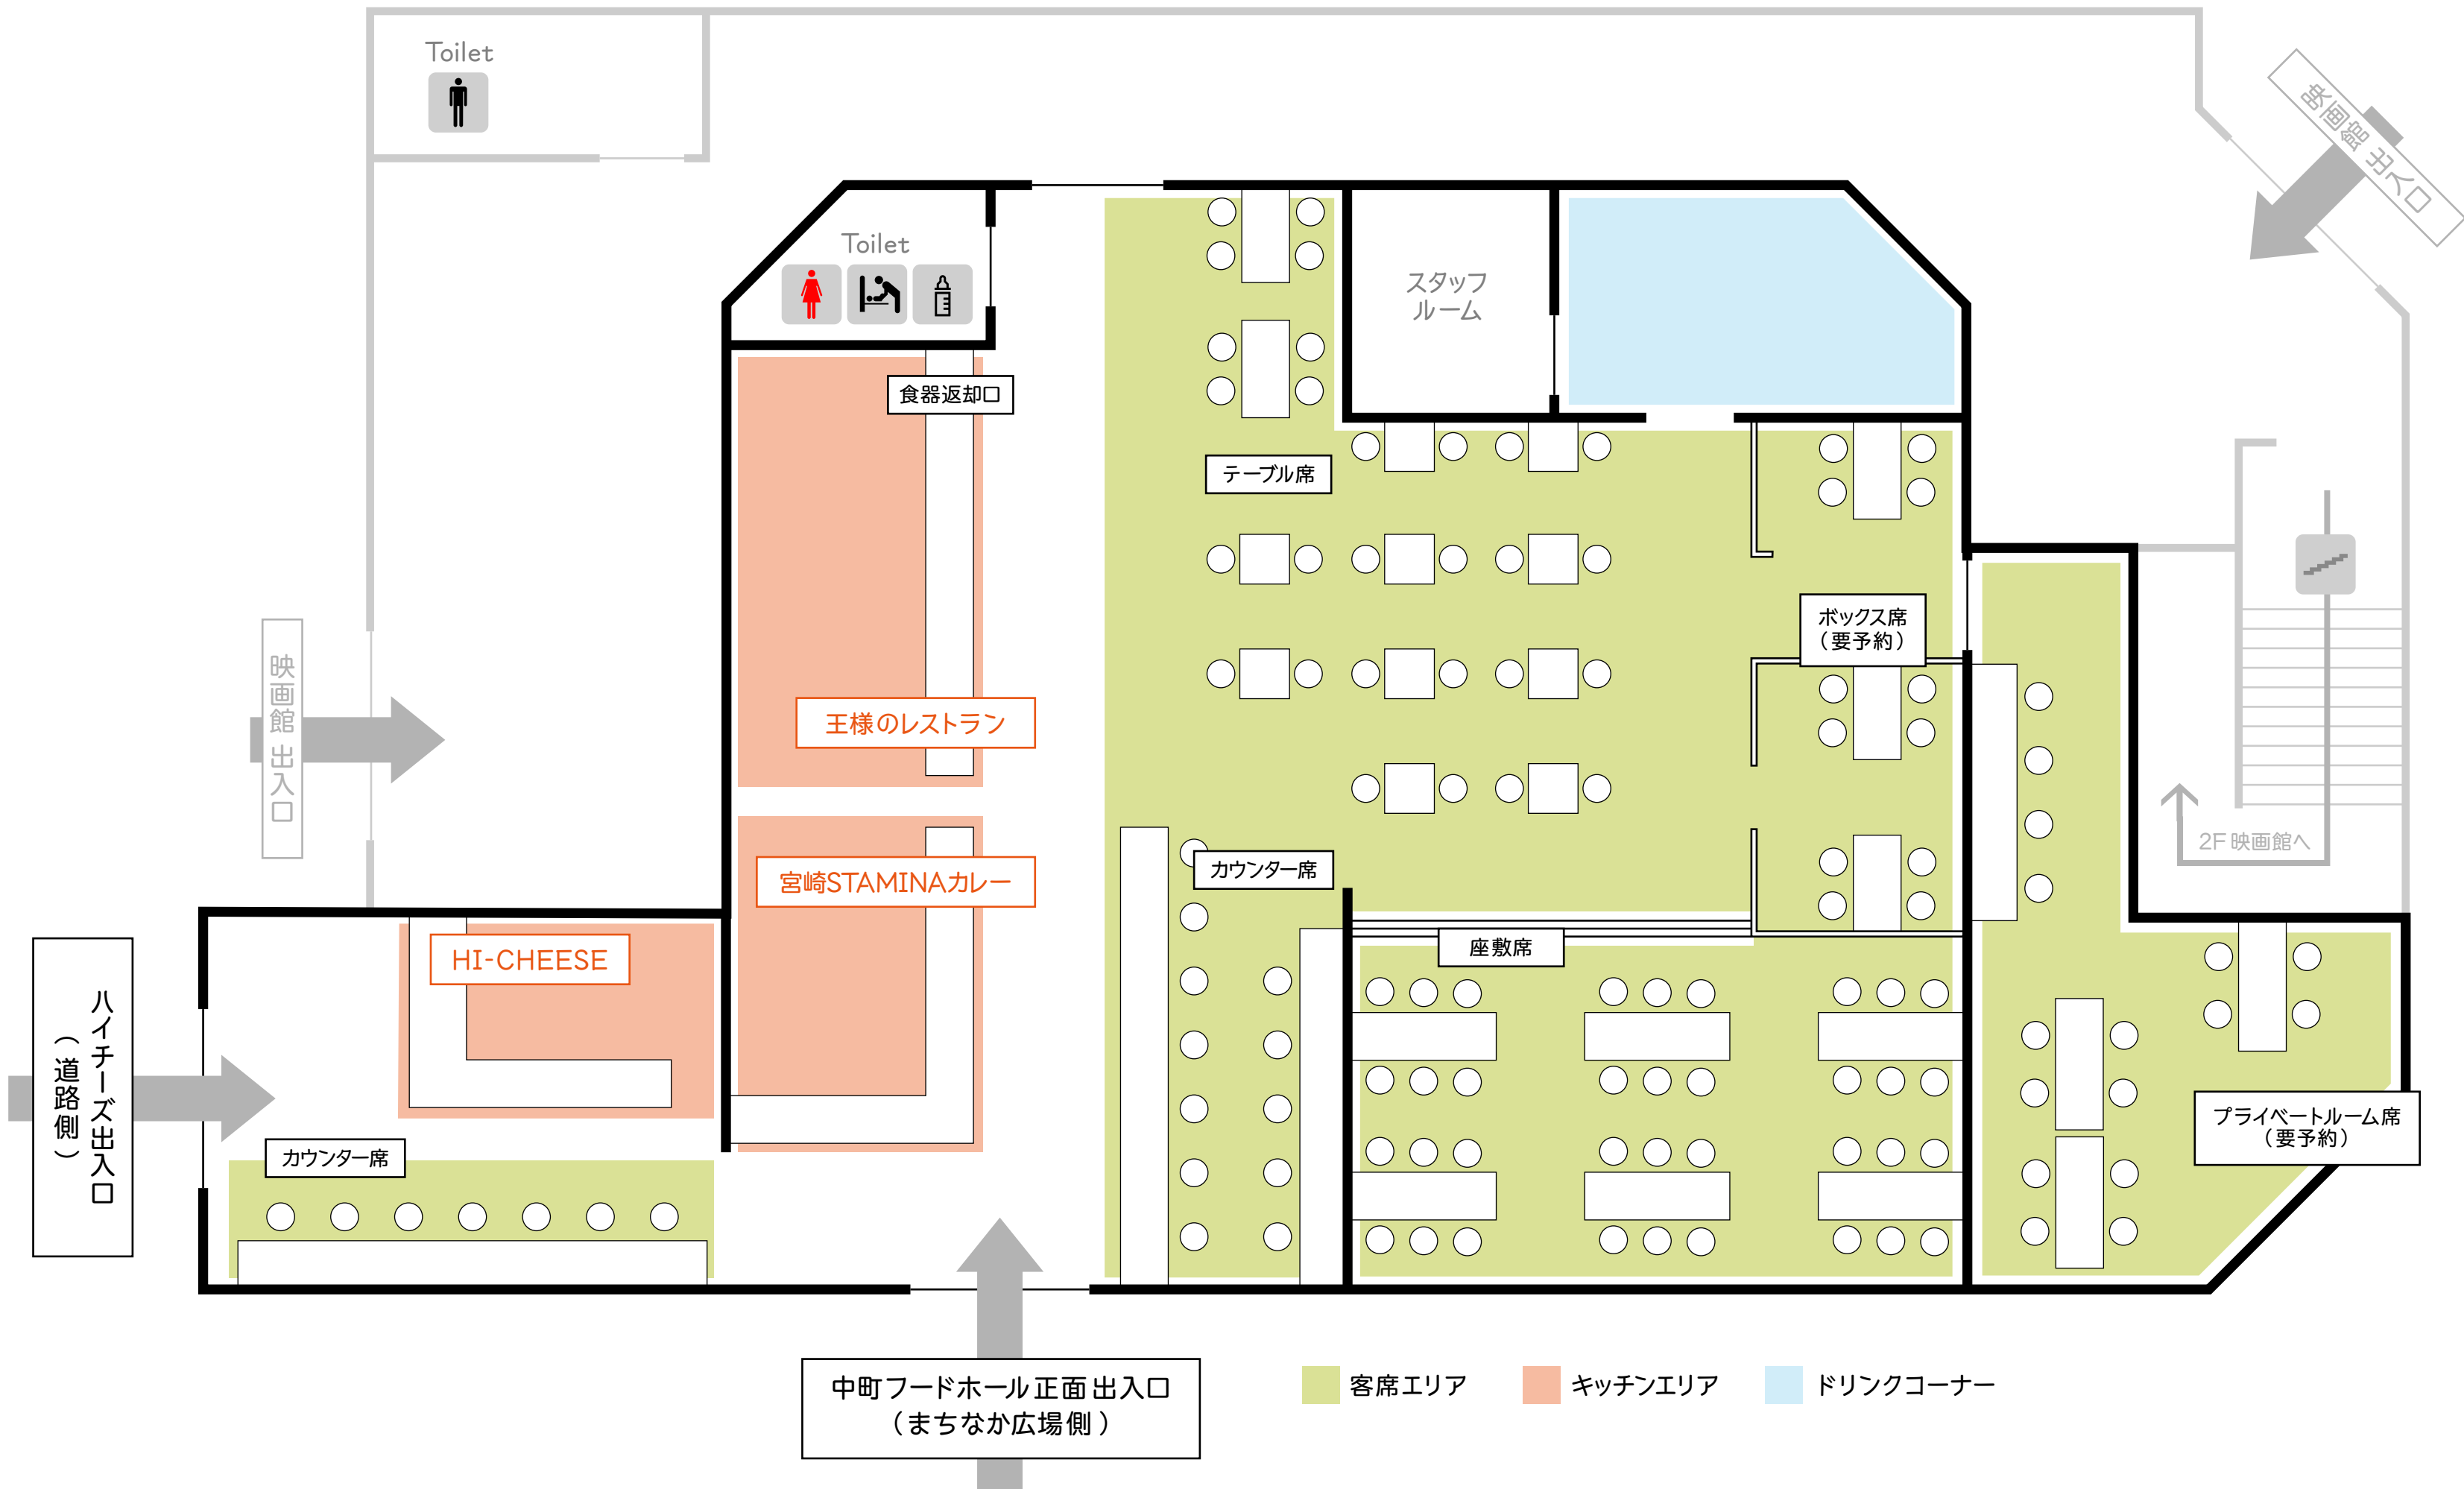 Toilet
映画館 出入口
Toilet
スタッフ
ルーム
食器返却口
テーブル席
ボックス席
（要予約）
映画館 出入口
王様のレストラン
2F 映画館へ
カウンター席
宮崎STAMINAカレー
座敷席
HI-CHEESE
ハイチーズ出入口
（道路側）
プライベートルーム席
（要予約）
カウンター席
中町フードホール正面出入口
（まちなか広場側）
客席エリア
キッチンエリア
ドリンクコーナー